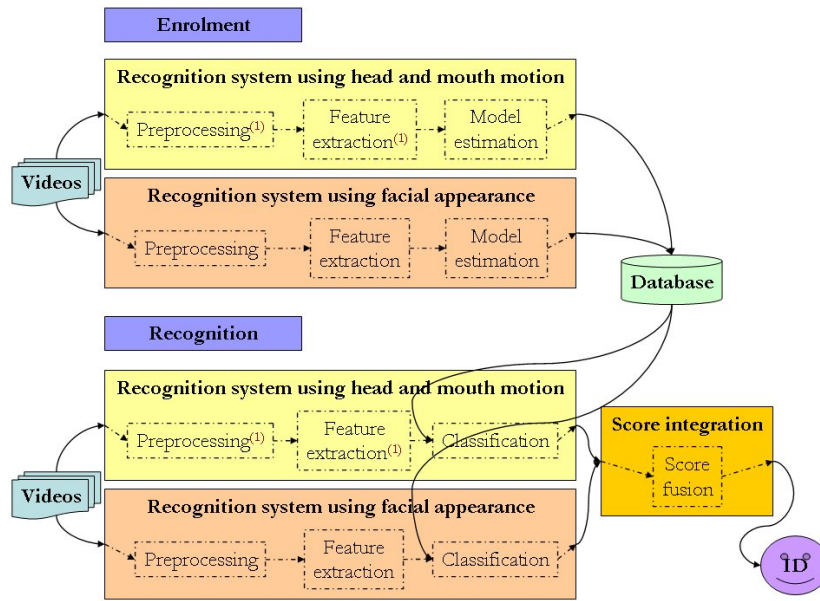 Enrolment
Recognition system using head and mouth motion
Preprocessing(1)
Feature
extraction(1)
Model
estimation
Videos
Recognition system using facial appearance
Preprocessing
Feature
extraction
Model
estimation
Database
Recognition
Recognition system using head and mouth motion
Preprocessing(1)
Feature
extraction(1)
Classification
Videos
Recognition system using facial appearance
Preprocessing
Feature
extraction
Classification
Score integration
Score
fusion
ID